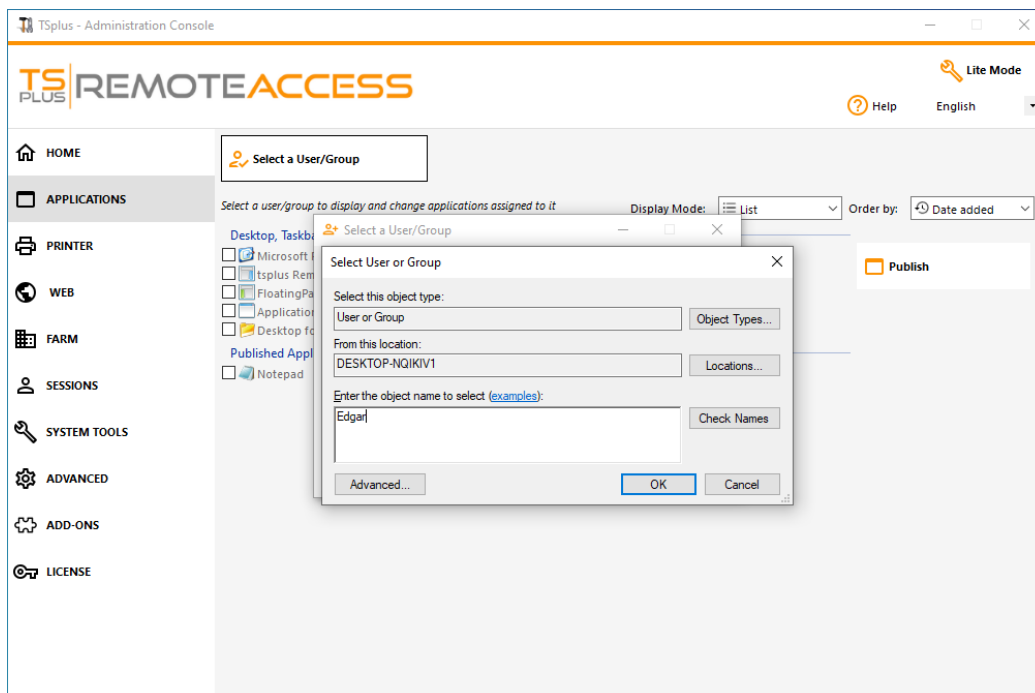 TSplus - Administration Console
TS PLUS REMOTEACCESS
Lite Mode
Help English
HOME
APPLICATIONS
PRINTER
WEB
FARM
SESSIONS
SYSTEM TOOLS
ADVANCED
ADD-ONS
LICENSE
Select a User/Group
Select a user/group to display and change applications assigned to it
Display Mode: List Order by: Date added
Desktop, Taskba
Microsoft
tsplus Rem
FloatingPa
Application
Desktop fo
Published Appl
Notepad
Publish
Select a User/Group
Select User or Group
Select this object type:
User or Group Object Types...
From this location:
DESKTOP-NQIKIV1 Locations...
Enter the object name to select (examples):
Edgar Check Names
Advanced... OK Cancel